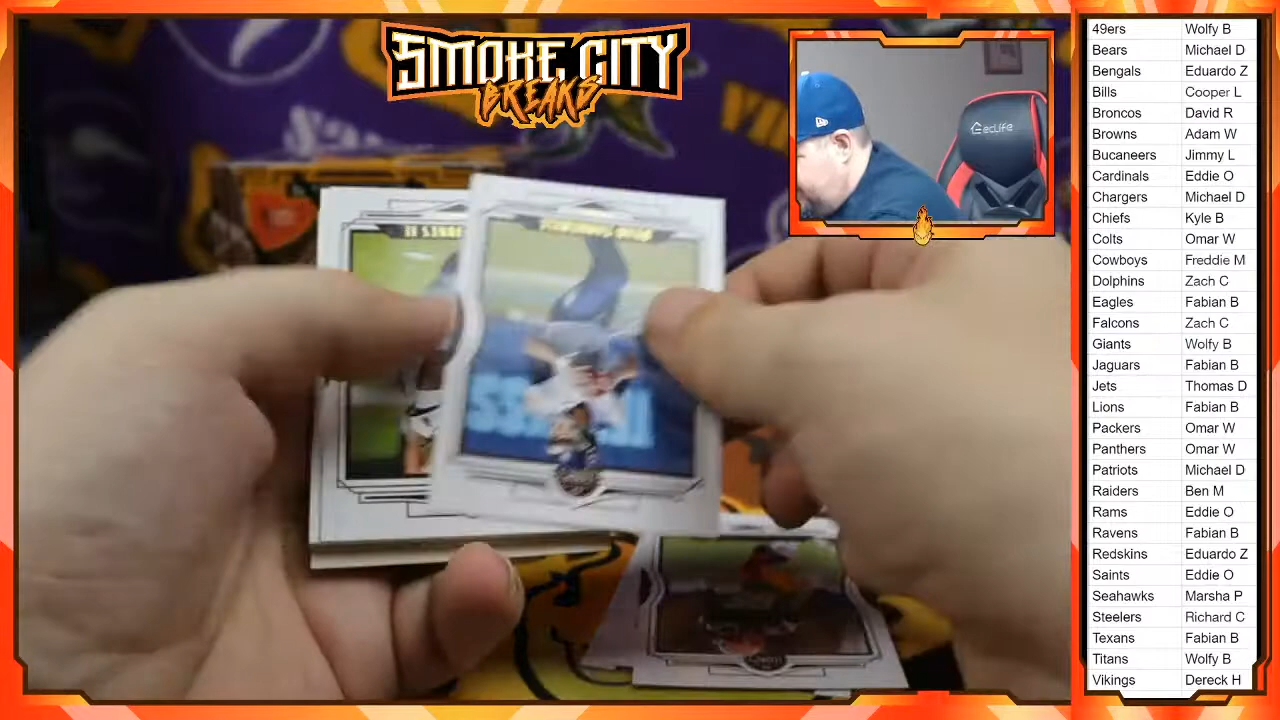 SMOKE CITY
BREAKS
GECLIFE
49ers Wolfy B
Bears Michael D
Bengals Eduardo Z
Bills Cooper L
Broncos David R
Browns Adam W
Bucaneers Jimmy L
Cardinals Eddie O
Chargers Michael D
Chiefs Kyle B
Colts Omar W
Cowboys Freddie M
Dolphins Zach C
Eagles Fabian B
Falcons Zach C
Giants Wolfy B
Jaguars Fabian B
Jets Thomas D
Lions Fabian B
Packers Omar W
Panthers Omar W
Patriots Michael D
Raiders Ben M
Rams Eddie O
Ravens Fabian B
Redskins Eduardo Z
Saints Eddie O
Seahawks Marsha P
Steelers Richard C
Texans Fabian B
Titans Wolfy B
Vikings Dereck H